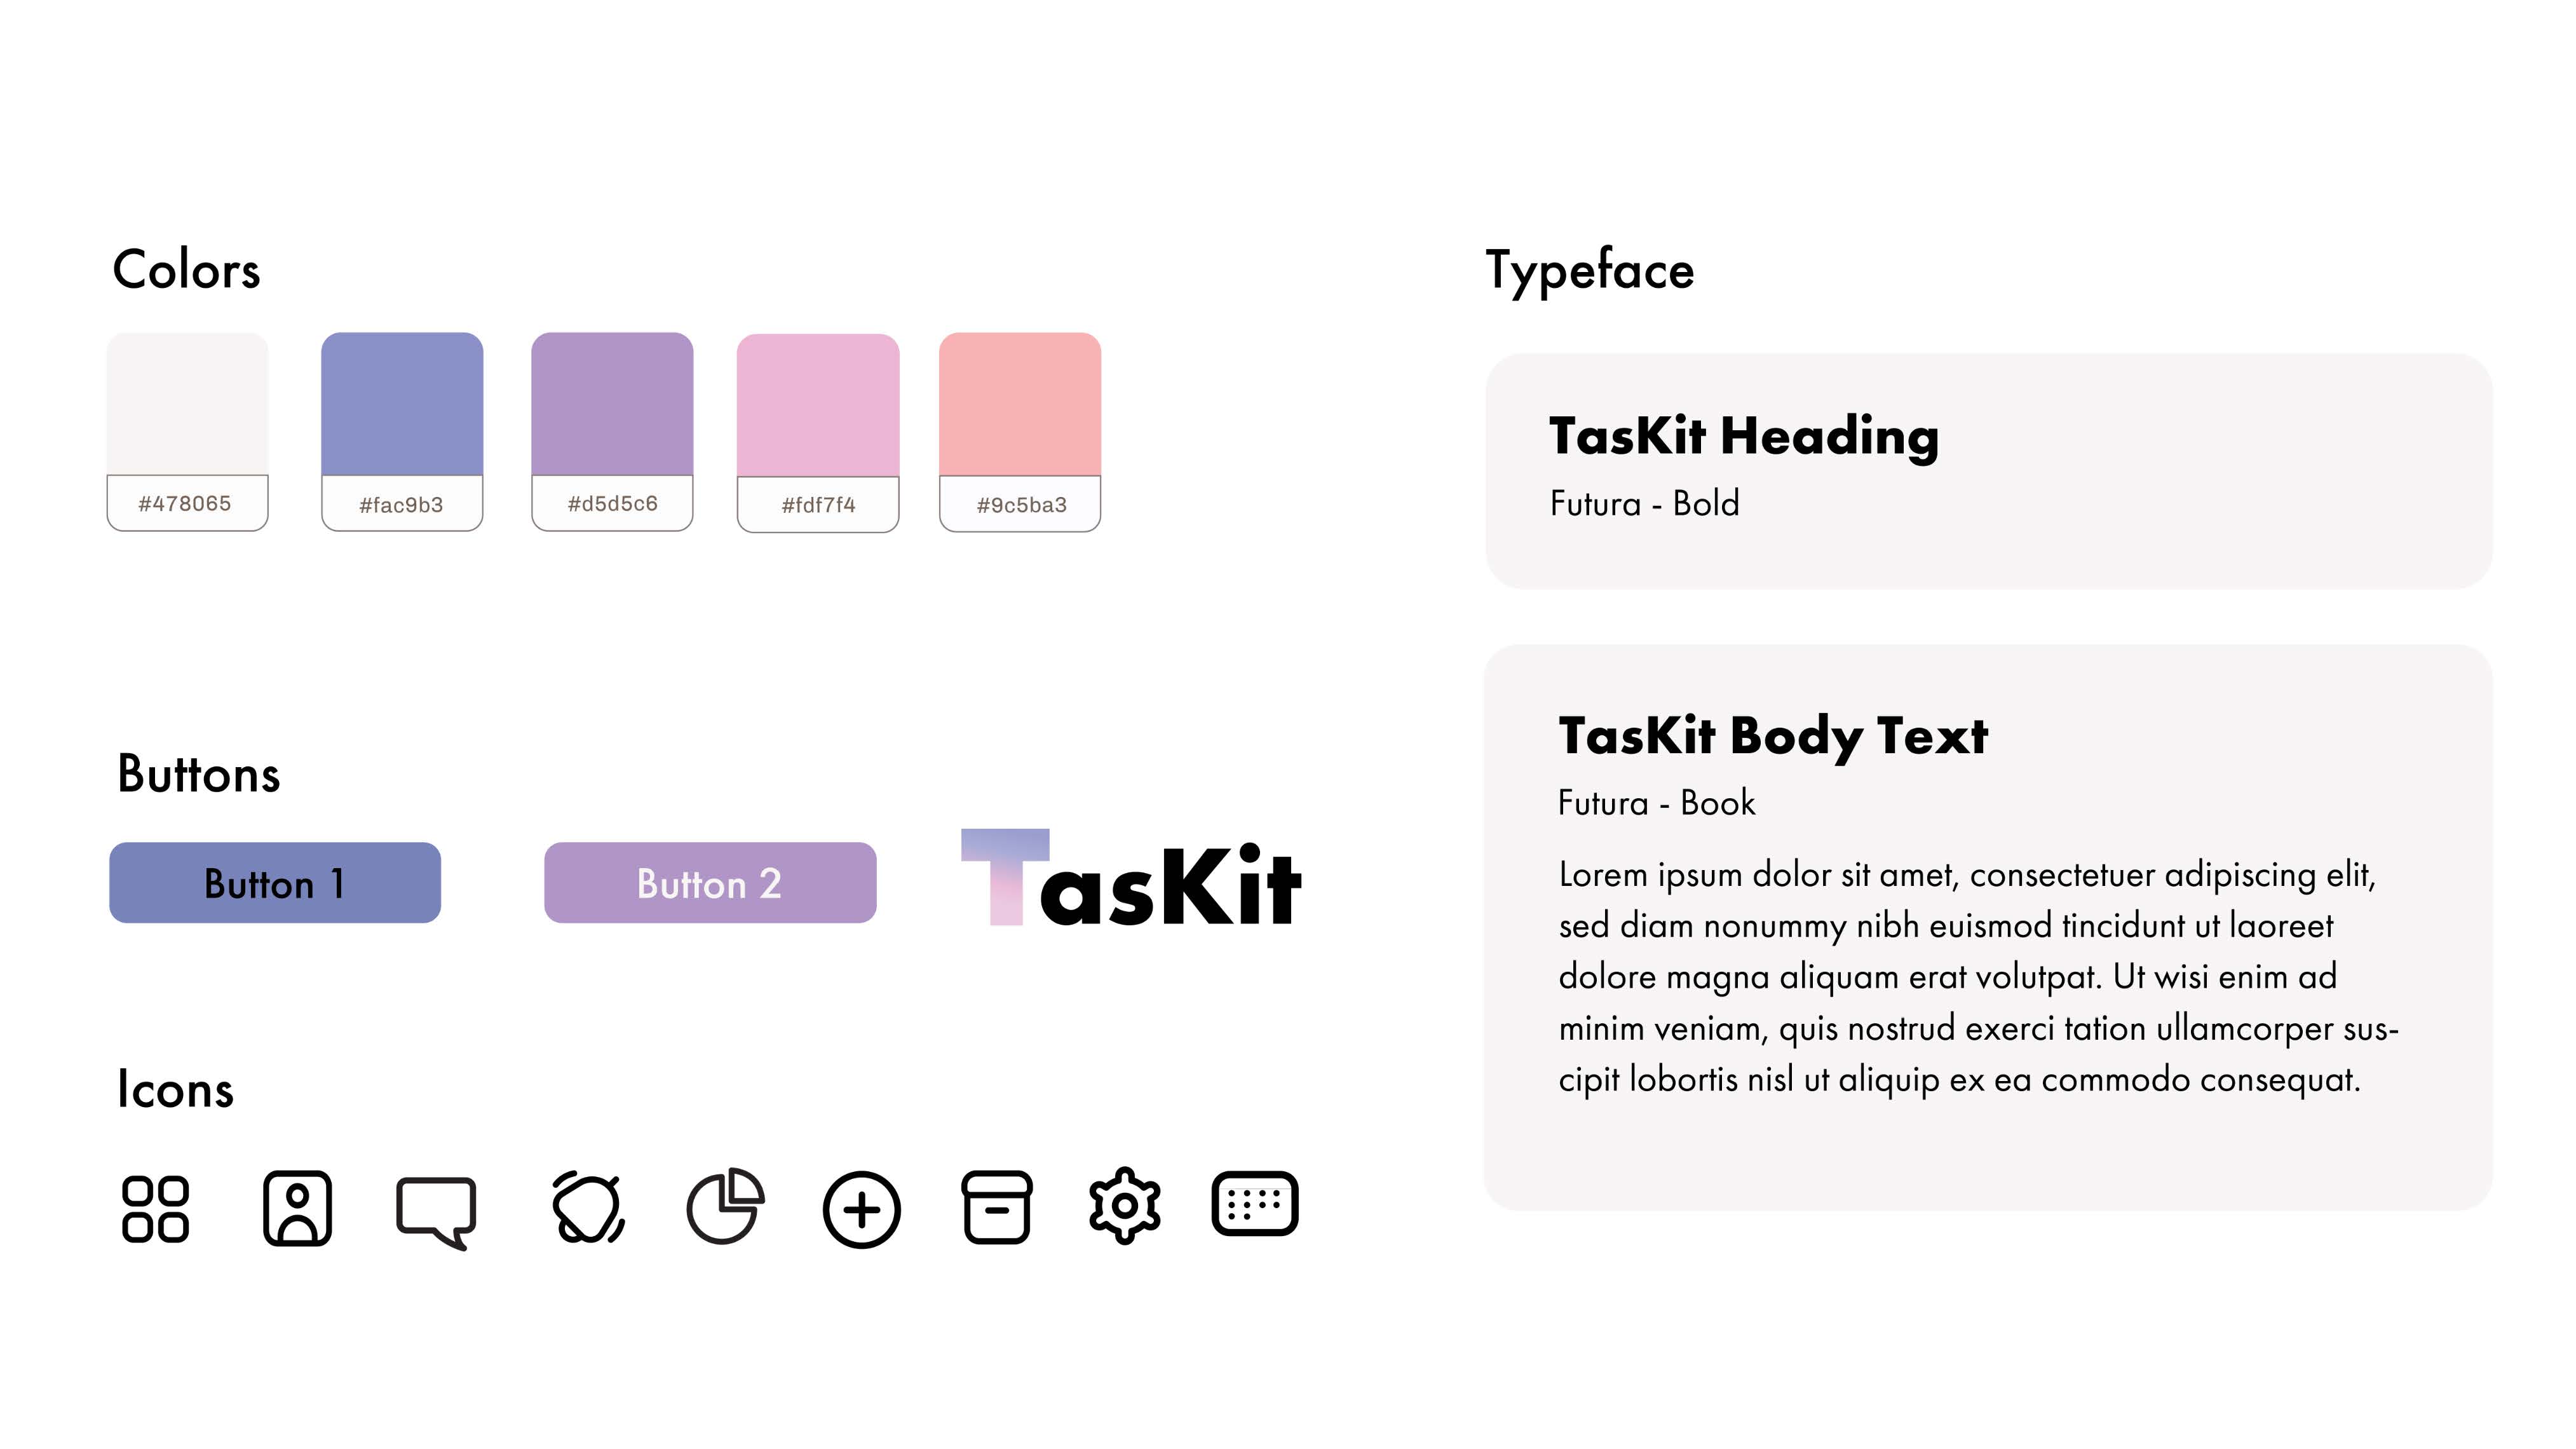 Colors
#478065
#fac9b3
#d5d5c6
#fdf7f4
#9c5ba3
Buttons
Button 1
Button 2
TasKit
Icons
Typeface
TasKit Heading
Futura - Bold
TasKit Body Text
Futura - Book
Lorem ipsum dolor sit amet, consectetuer adipiscing elit,
sed diam nonummy nibh euismod tincidunt ut laoreet
dolore magna aliquam erat volutpat. Ut wisi enim ad
minim veniam, quis nostrud exerci tation ullamcorper sus-
cipit lobortis nisl ut aliquip ex ea commodo consequat.